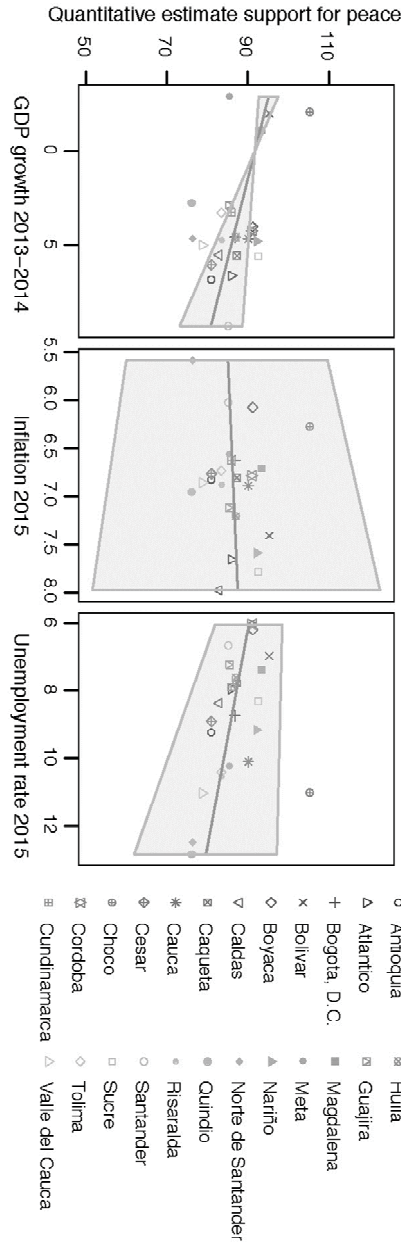 Quantitative estimate support for peace
50
70
90
110
0
5
GDP growth 2013−2014
5.5
6.0
6.5
7.0
7.5
8.0
Inflation 2015
6
8
10
12
Unemployment rate 2015
Antioquia
Atlantico
Bogota, D.C.
Bolivar
Boyaca
Caldas
Caqueta
Cauca
Cesar
Choco
Cordoba
Cundinamarca
Guajira
Huila
Magdalena
Meta
Nariño
Norte de Santander
Quindio
Risaralda
Santander
Sucre
Tolima
Valle del Cauca